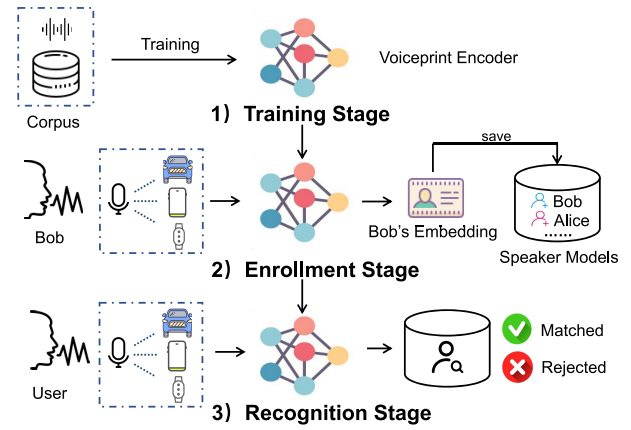 Training
Voiceprint Encoder
Corpus
1) Training Stage
save
Bob
Alice
......
Bob
Bob's Embedding
Speaker Models
2) Enrollment Stage
Matched
Rejected
User
3) Recognition Stage